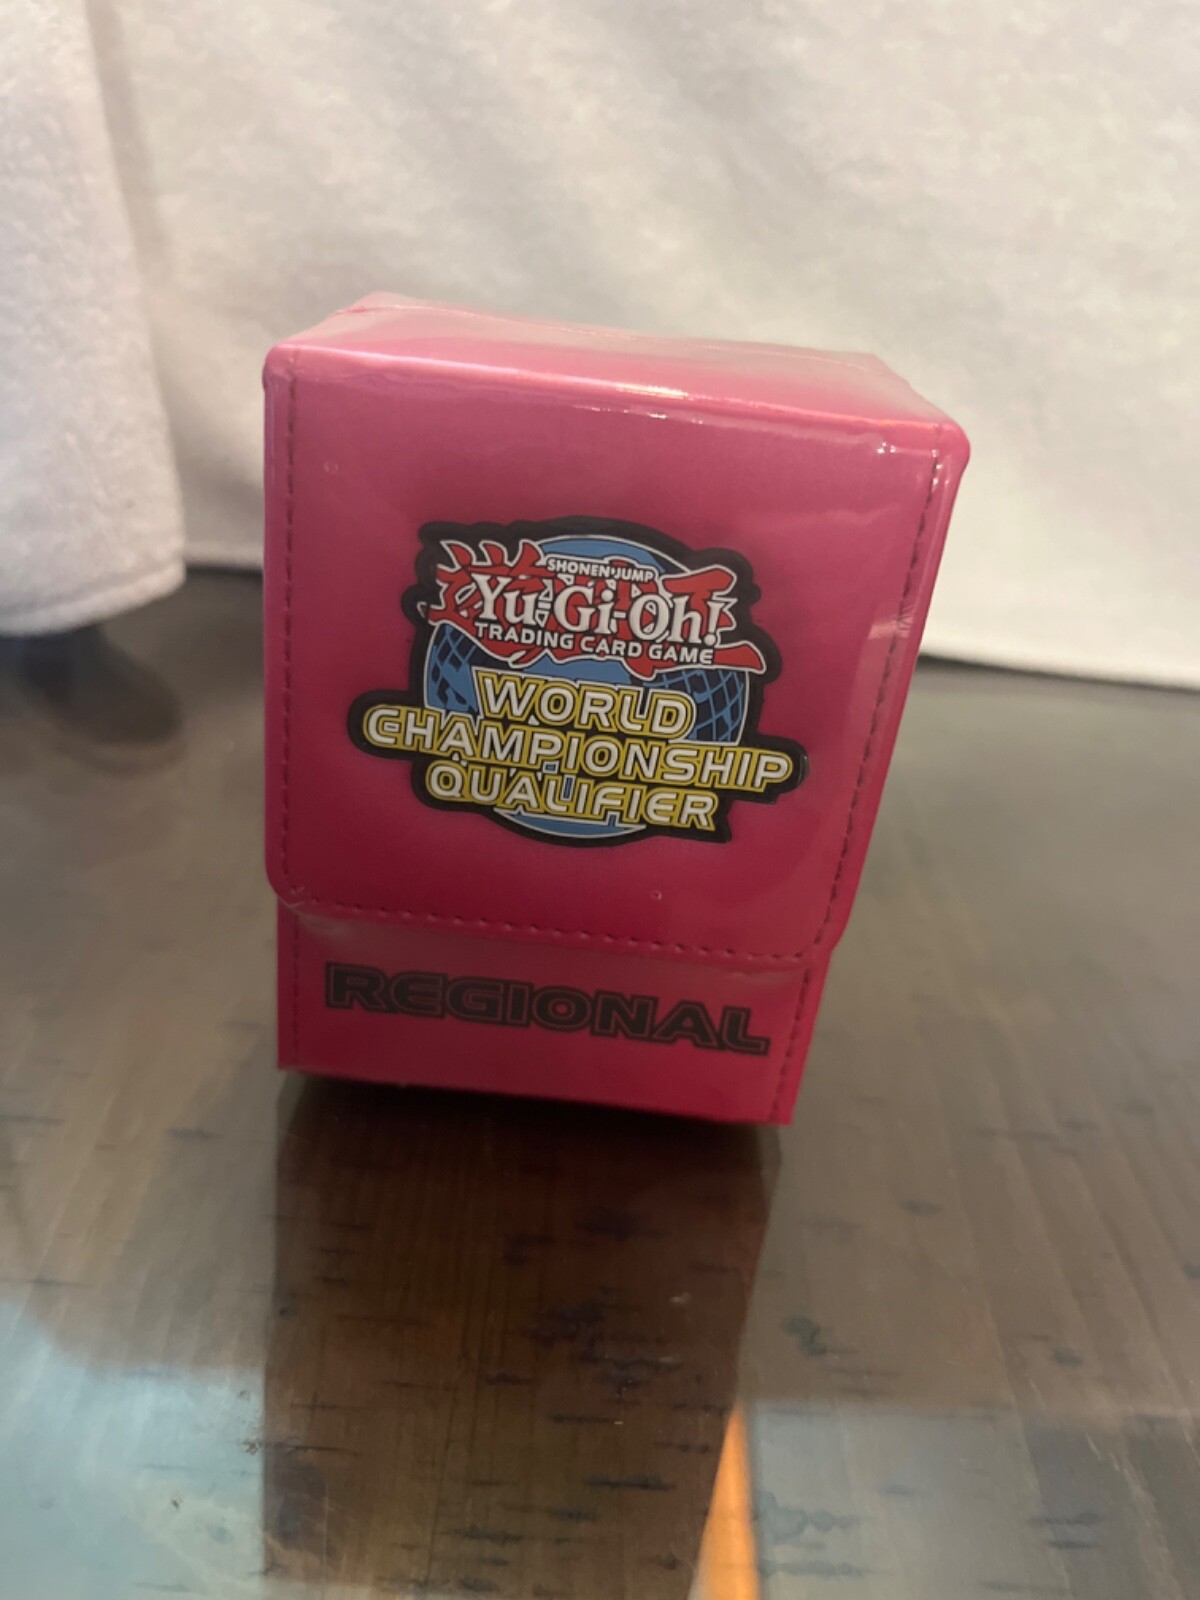 SHONEN JUMP
Yu-Gi-Oh!
TRADING CARD GAME
WORLD
CHAMPIONSHIP
QUALIFIER
REGIONAL